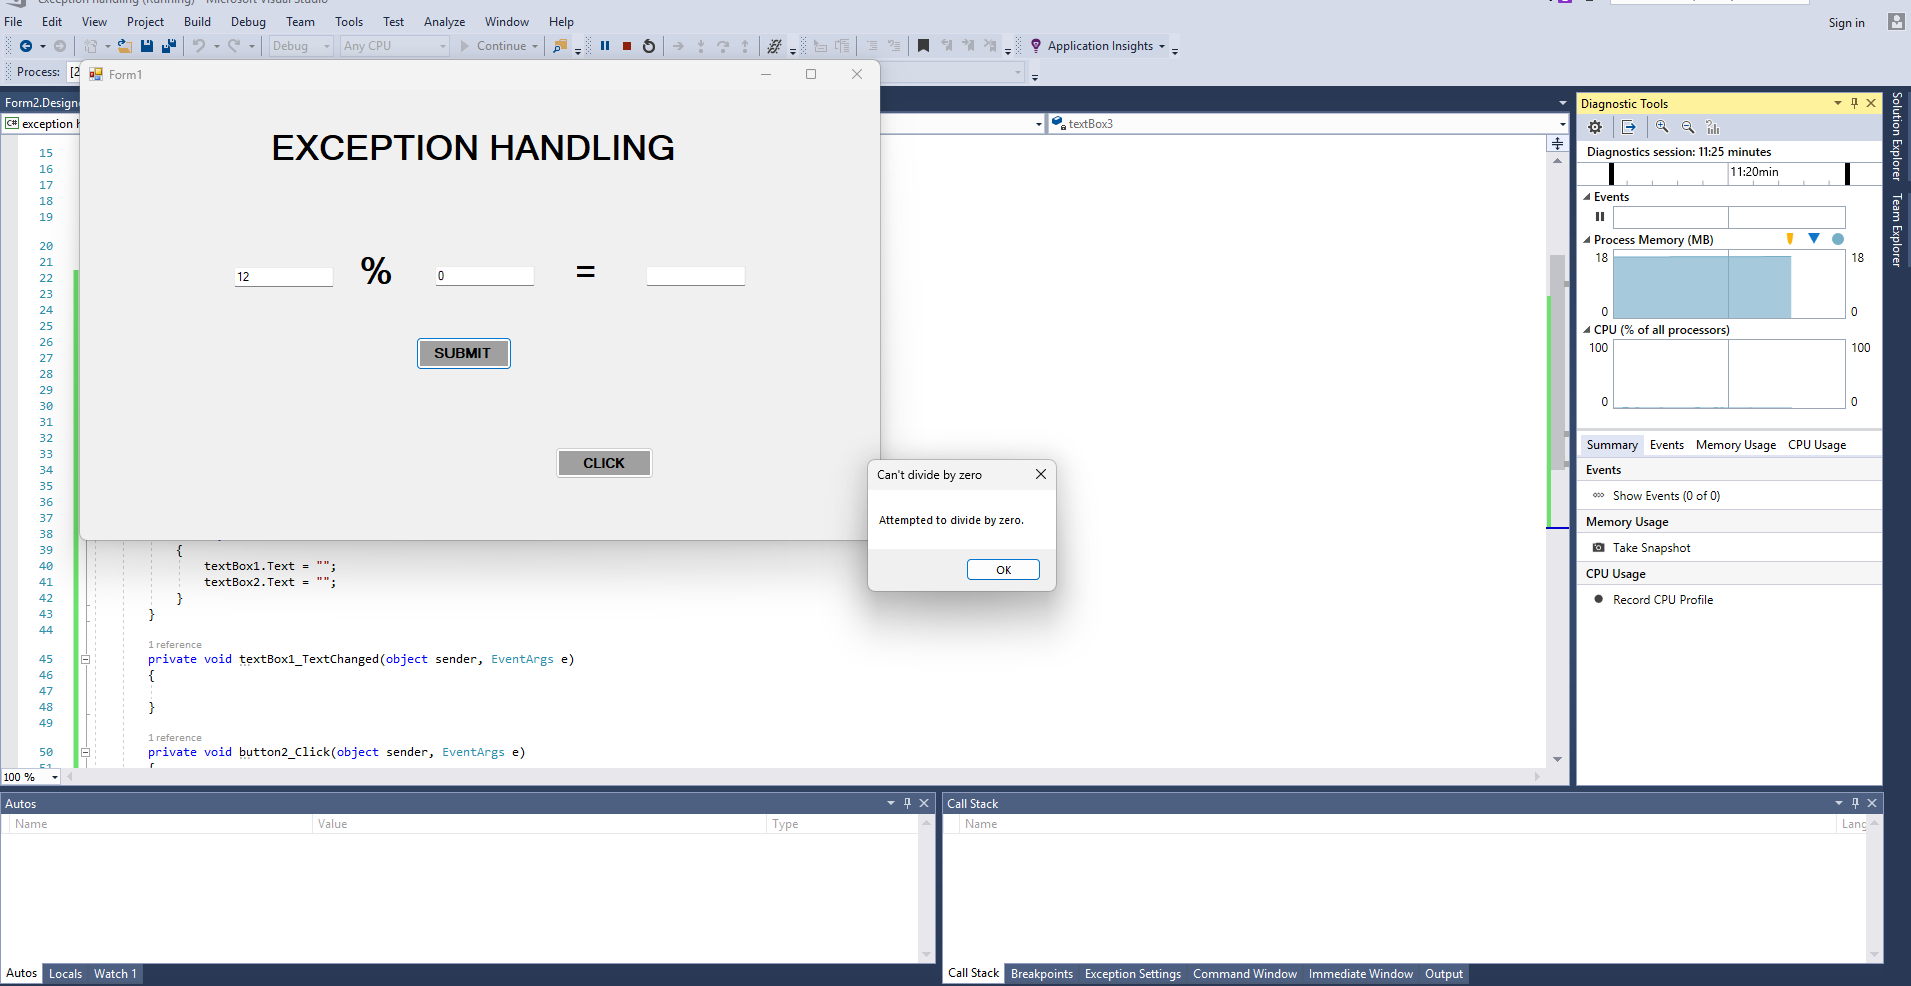 exception handling (Running) - Microsoft Visual Studio
File Edit View Project Build Debug Team Tools Test Analyze Window Help
Sign in
Debug Any CPU Continue Application Insights
Process: [2
Form1
Form2.Design
exception h
textBox3
EXCEPTION HANDLING
12 % 0 =
SUBMIT
CLICK
Can't divide by zero
Attempted to divide by zero.
OK
15
16
17
18
19
20
21
22
23
24
25
26
27
28
29
30
31
32
33
34
35
36
37
38
39 {
40 textBox1.Text = "";
41 textBox2.Text = "";
42 }
43 }
44
1 reference
45 private void textBox1_TextChanged(object sender, EventArgs e)
46 {
47
48 }
49
1 reference
50 private void button2_Click(object sender, EventArgs e)
51 {
100 %
Diagnostic Tools
Diagnostics session: 11:25 minutes
11:20min
Events
Process Memory (MB)
18 18
0 0
CPU (% of all processors)
100 100
0 0
Summary Events Memory Usage CPU Usage
Events
Show Events (0 of 0)
Memory Usage
Take Snapshot
CPU Usage
Record CPU Profile
Solution Explorer
Team Explorer
Autos
Name Value Type
Autos Locals Watch 1
Call Stack
Name Lang
Call Stack Breakpoints Exception Settings Command Window Immediate Window Output